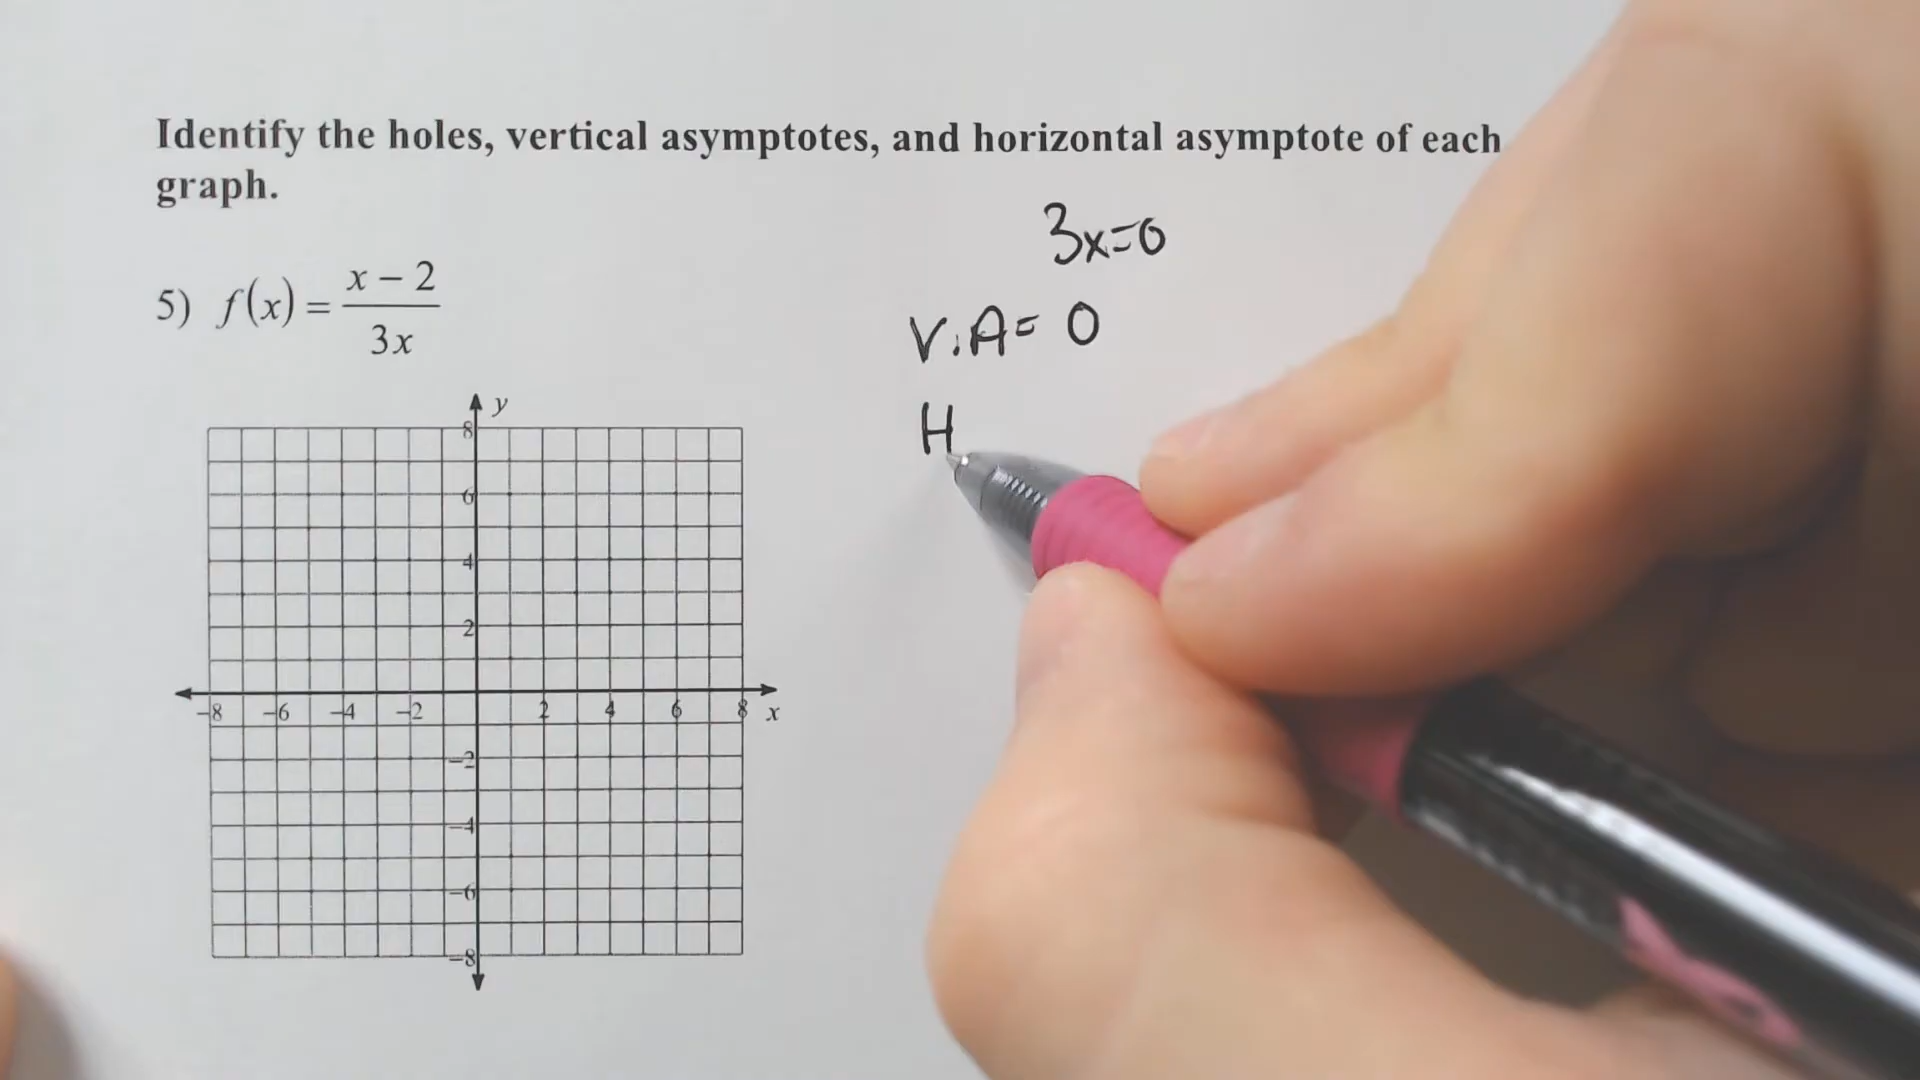 Identify the holes, vertical asymptotes, and horizontal asymptote of each
graph.
3x=0
5) f(x) = x − 2
3x
V.A= 0
H
y
8
6
4
2
−8 −6 −4 −2 2 4 6 8 x
−2
−4
−6
−8